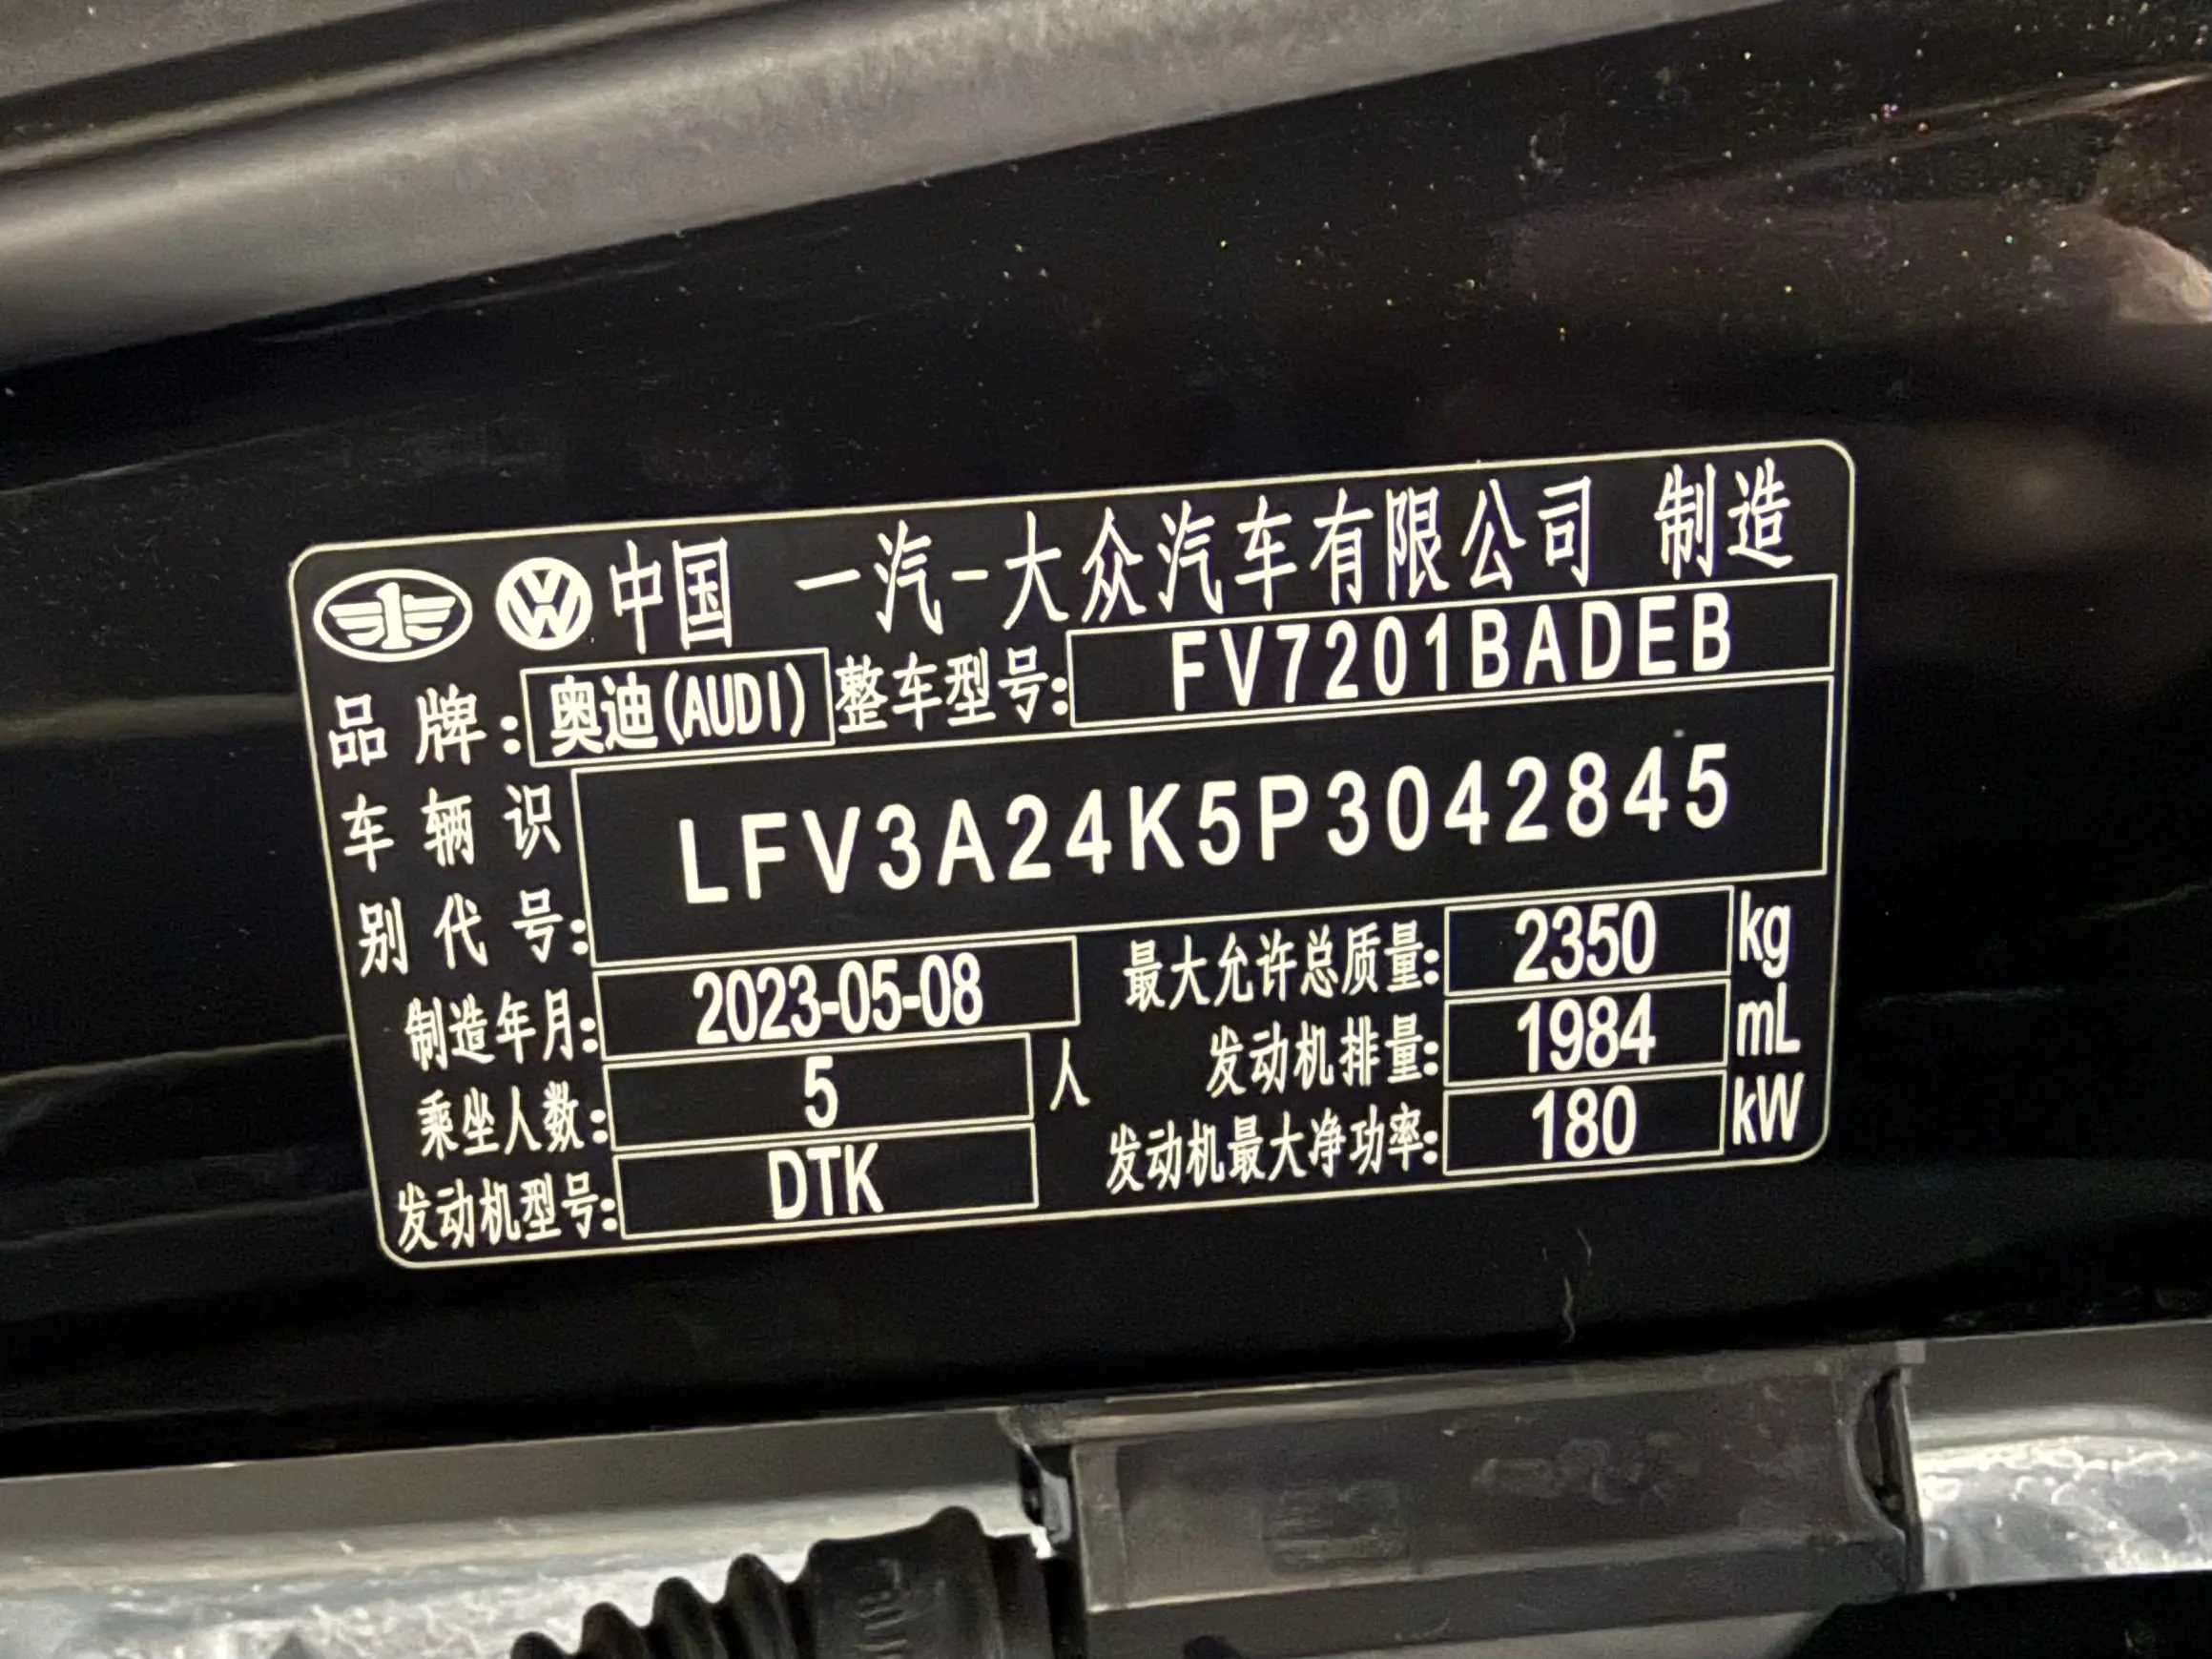 中国 一汽-大众汽车有限公司 制造
品牌: 奥迪(AUDI) 整车型号: FV7201BADEB
车辆识别代号: LFV3A24K5P3042845
制造年月: 2023-05-08 最大允许总质量: 2350 kg
乘坐人数: 5 人 发动机排量: 1984 mL
发动机型号: DTK 发动机最大净功率: 180 kW